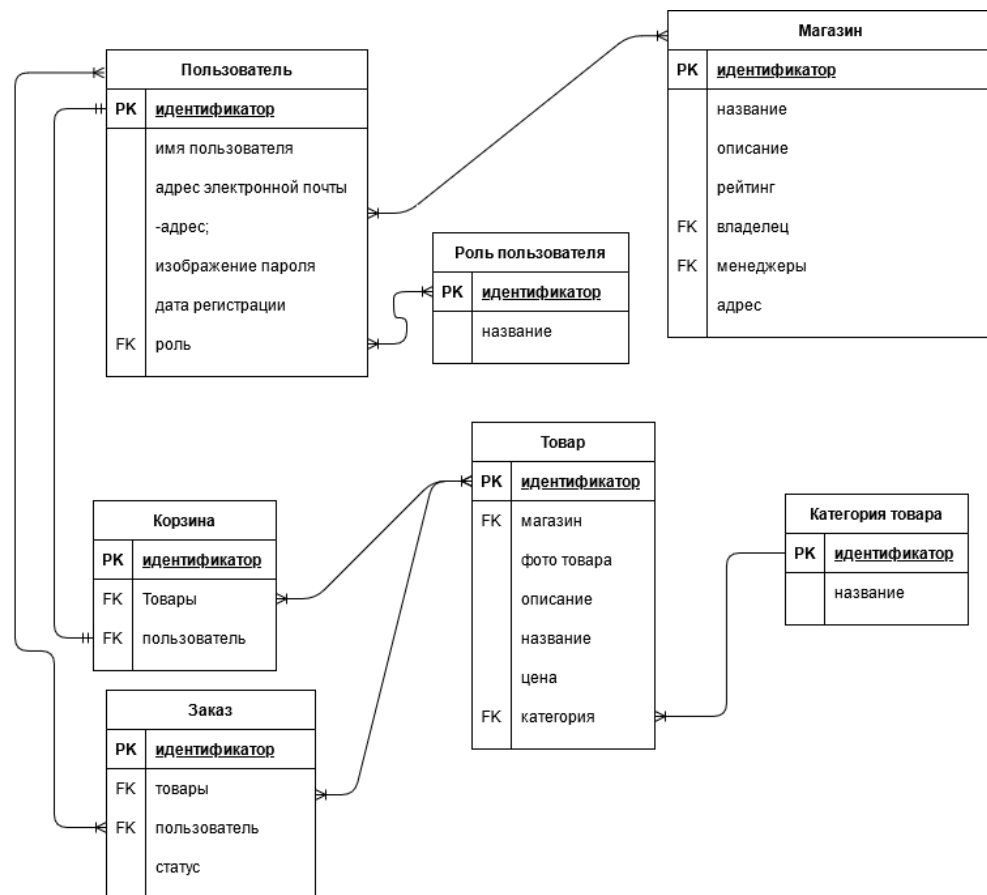 Пользователь
PK идентификатор
имя пользователя
адрес электронной почты
-адрес;
изображение пароля
дата регистрации
FK роль
Магазин
PK идентификатор
название
описание
рейтинг
FK владелец
FK менеджеры
адрес
Роль пользователя
PK идентификатор
название
Товар
PK идентификатор
FK магазин
фото товара
описание
название
цена
FK категория
Категория товара
PK идентификатор
название
Корзина
PK идентификатор
FK Товары
FK пользователь
Заказ
PK идентификатор
FK товары
FK пользователь
статус